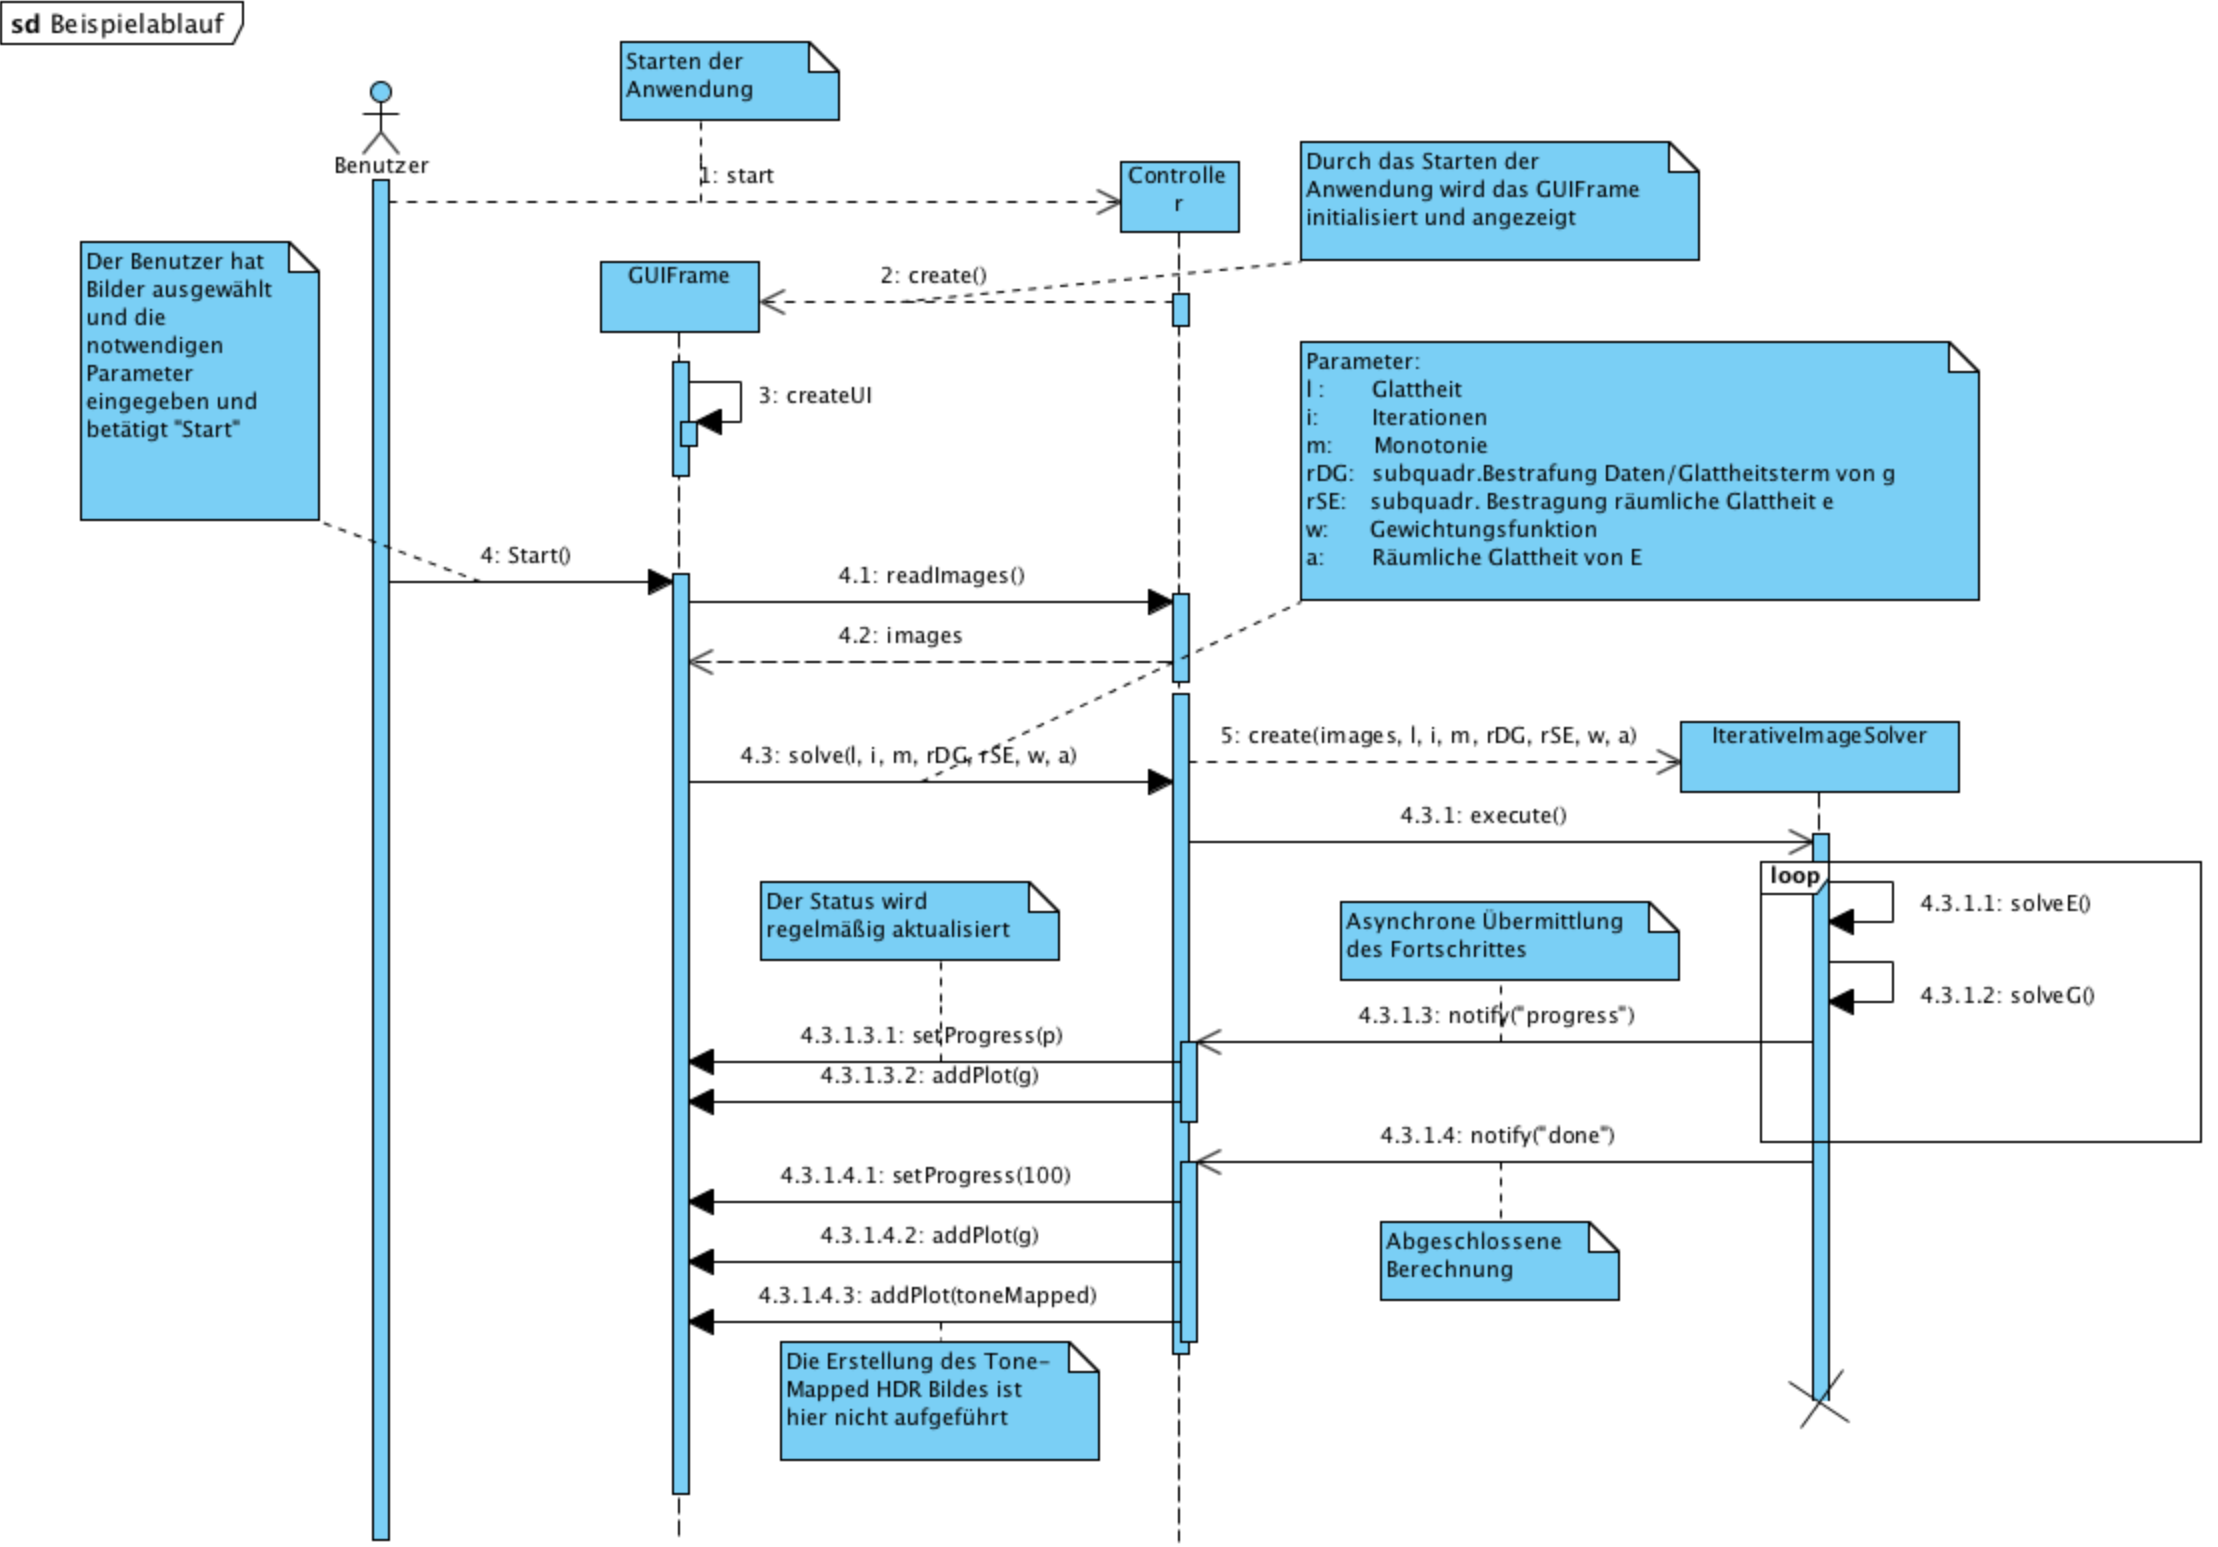 sd Beispielablauf
Starten der
Anwendung
Benutzer
1: start
Controlle
r
Durch das Starten der
Anwendung wird das GUIFrame
initialisiert und angezeigt
Der Benutzer hat
Bilder ausgewählt
und die
notwendigen
Parameter
eingegeben und
betätigt "Start"
GUIFrame
2: create()
3: createUI
Parameter:
l : Glattheit
i: Iterationen
m: Monotonie
rDG: subquadr.Bestrafung Daten/Glattheitsterm von g
rSE: subquadr. Bestragung räumliche Glattheit e
w: Gewichtungsfunktion
a: Räumliche Glattheit von E
4: Start()
4.1: readImages()
4.2: images
4.3: solve(l, i, m, rDG, rSE, w, a)
5: create(images, l, i, m, rDG, rSE, w, a)
IterativeImageSolver
4.3.1: execute()
loop
4.3.1.1: solveE()
4.3.1.2: solveG()
Der Status wird
regelmäßig aktualisiert
Asynchrone Übermittlung
des Fortschrittes
4.3.1.3: notify("progress")
4.3.1.3.1: setProgress(p)
4.3.1.3.2: addPlot(g)
4.3.1.4: notify("done")
4.3.1.4.1: setProgress(100)
4.3.1.4.2: addPlot(g)
Abgeschlossene
Berechnung
4.3.1.4.3: addPlot(toneMapped)
Die Erstellung des Tone-
Mapped HDR Bildes ist
hier nicht aufgeführt